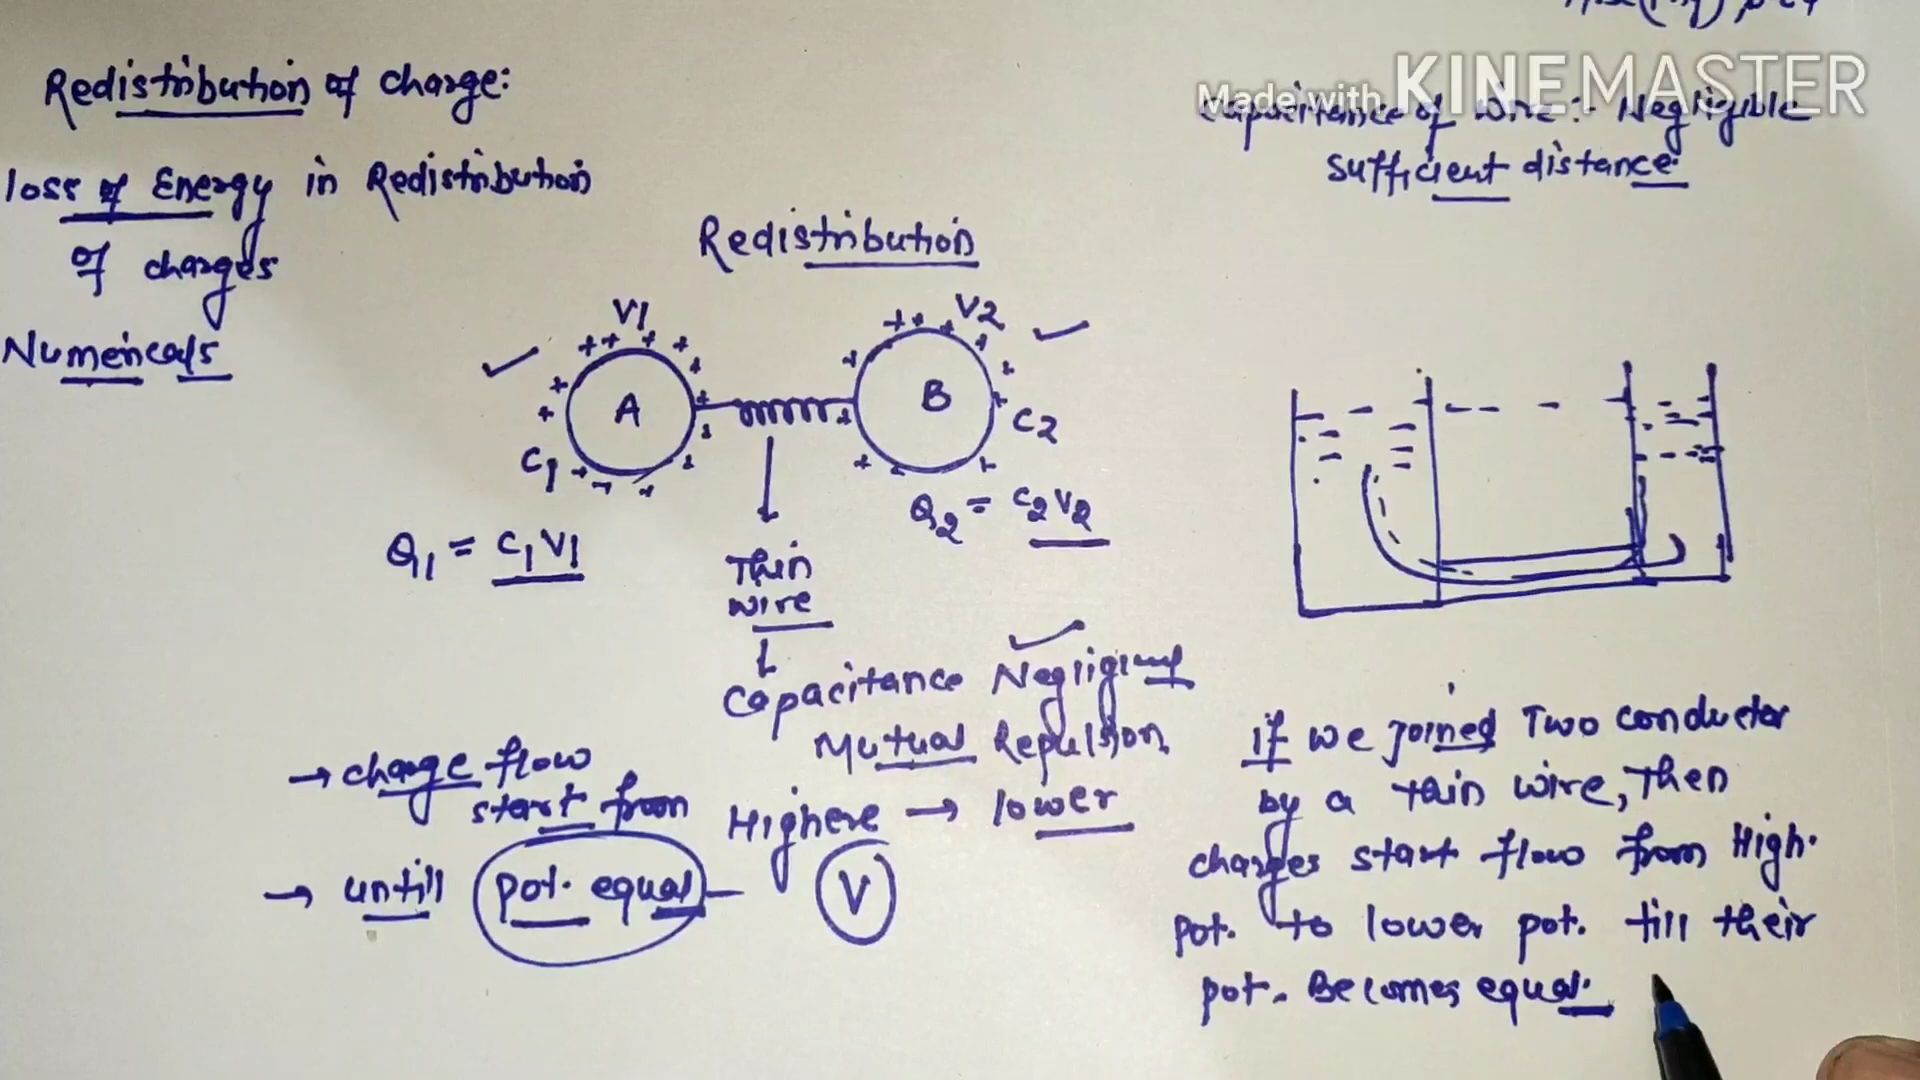 Redistribution of charge:
loss of Energy in Redistribution
of charges
Numericals
Made with KINEMASTER
Capacitance of wire:- Negligible
sufficient distance
Redistribution
V1
V2
A
B
C1
C2
Q1 = C1V1
Q2 = C2V2
Thin
wire
Capacitance
Mutual Repulsion
→ charge flow
start from
Highere → lower
→ untill pot. equal – V
if we joined Two conductor
by a thin wire, Then
charges start flow from High.
pot. to lower pot. till their
pot. Becomes equal.